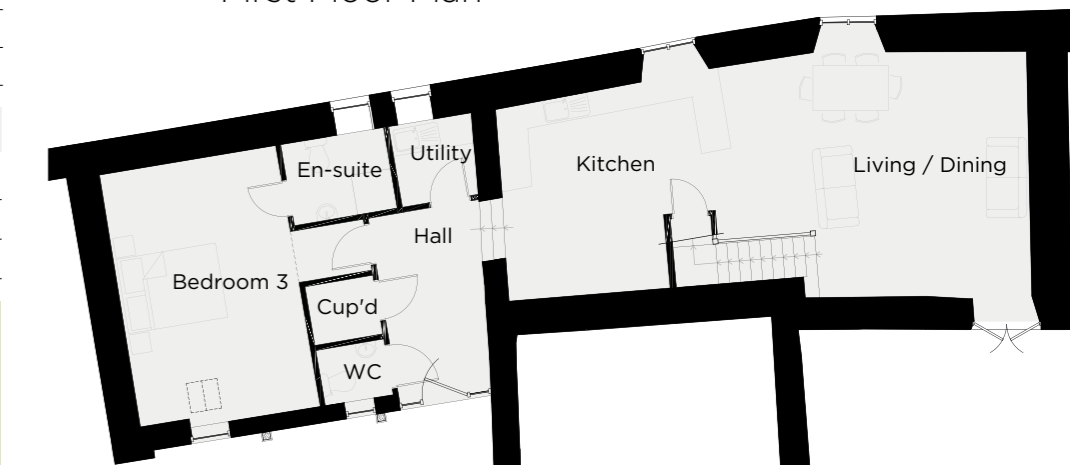 First Floor Plan
En-suite
Utility
Kitchen
Living / Dining
Hall
Bedroom 3
Cup'd
WC